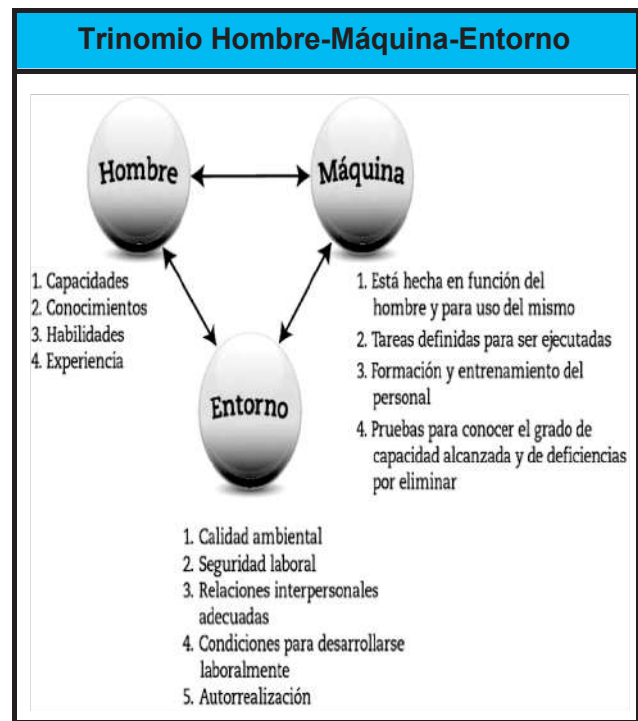 Trinomio Hombre-Máquina-Entorno
Hombre
Máquina
1. Capacidades
2. Conocimientos
3. Habilidades
4. Experiencia
1. Está hecha en función del
hombre y para uso del mismo
2. Tareas definidas para ser ejecutadas
3. Formación y entrenamiento del
personal
4. Pruebas para conocer el grado de
capacidad alcanzada y de deficiencias
por eliminar
Entorno
1. Calidad ambiental
2. Seguridad laboral
3. Relaciones interpersonales
adecuadas
4. Condiciones para desarrollarse
laboralmente
5. Autorrealización